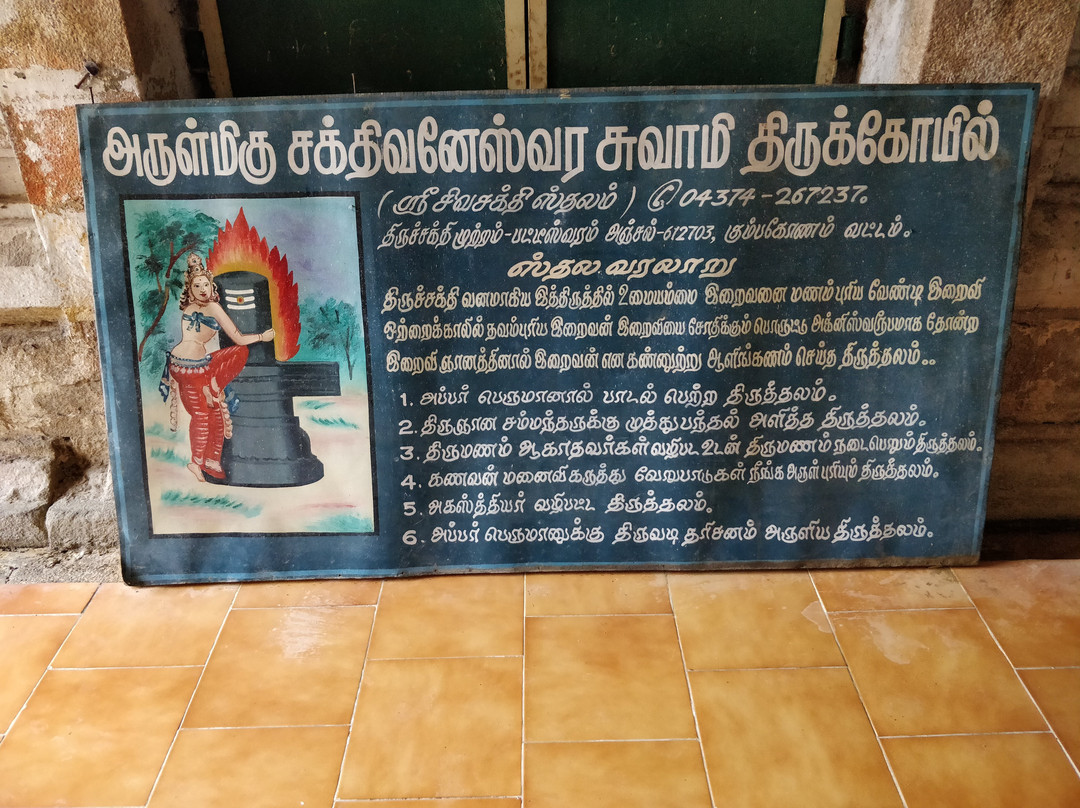 அருள்மிகு சக்திவனேஸ்வர சுவாமி திருக்கோயில்
(ஸ்ரீ சிவசக்தி ஸ்தலம்) ✆ 04374-267237.
திருச்சக்தி முற்றம்-பட்டீஸ்வரம் அஞ்சல்-612703, கும்பகோணம் வட்டம்.
ஸ்தல வரலாறு
திருச்சக்தி வனமாகிய இத்திருத்தில் உமையம்மை இறைவனை மணம்புரிய வேண்டி இறைவி
ஒற்றைக்காலில் தவம்புரிய இறைவன் இறைவியை சோதிக்கும் பொருட்டு அக்னிஸ்வரூபமாக தோன்ற
இறைவி ஞானத்தினால் இறைவன் என கண்ணுற்று ஆலிங்கணம் செய்த திருத்தலம்..
1. அப்பர் பெருமானால் பாடல் பெற்ற திருத்தலம்.
2. திருஞான சம்மந்தருக்கு முத்துபந்தல் அளித்த திருத்தலம்.
3. திருமணம் ஆகாதவர்கள் வழிபட உடன் திருமணம் நடைபெறும் திருத்தலம்.
4. கணவன் மனைவி கருத்து வேறுபாடுகள் நீங்க அருள் புரியும் திருத்தலம்.
5. அகஸ்த்தியர் வழிபட்ட திருத்தலம்.
6. அப்பர் பெருமானுக்கு திருவடி தரிசனம் அருளிய திருத்தலம்.